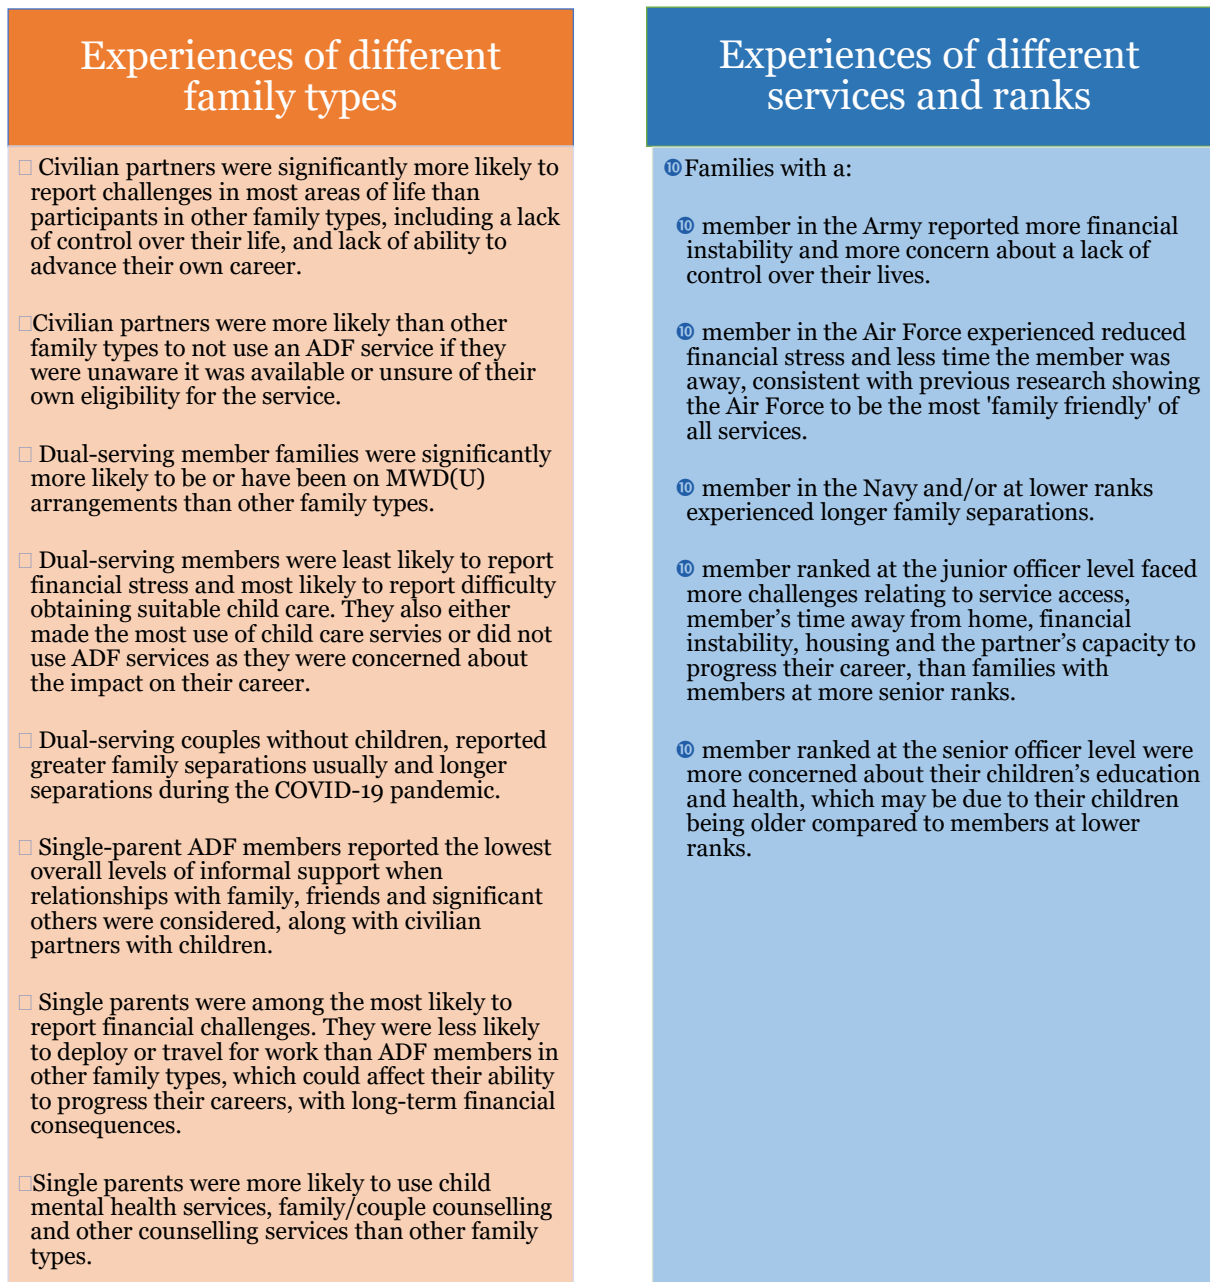 Experiences of different
family types
□ Civilian partners were significantly more likely to
report challenges in most areas of life than
participants in other family types, including a lack
of control over their life, and lack of ability to
advance their own career.
□Civilian partners were more likely than other
family types to not use an ADF service if they
were unaware it was available or unsure of their
own eligibility for the service.
□ Dual-serving member families were significantly
more likely to be or have been on MWD(U)
arrangements than other family types.
□ Dual-serving members were least likely to report
financial stress and most likely to report difficulty
obtaining suitable child care. They also either
made the most use of child care servies or did not
use ADF services as they were concerned about
the impact on their career.
□ Dual-serving couples without children, reported
greater family separations usually and longer
separations during the COVID-19 pandemic.
□ Single-parent ADF members reported the lowest
overall levels of informal support when
relationships with family, friends and significant
others were considered, along with civilian
partners with children.
□ Single parents were among the most likely to
report financial challenges. They were less likely
to deploy or travel for work than ADF members in
other family types, which could affect their ability
to progress their careers, with long-term financial
consequences.
□Single parents were more likely to use child
mental health services, family/couple counselling
and other counselling services than other family
types.
Experiences of different
services and ranks
❿Families with a:
❿ member in the Army reported more financial
instability and more concern about a lack of
control over their lives.
❿ member in the Air Force experienced reduced
financial stress and less time the member was
away, consistent with previous research showing
the Air Force to be the most 'family friendly' of
all services.
❿ member in the Navy and/or at lower ranks
experienced longer family separations.
❿ member ranked at the junior officer level faced
more challenges relating to service access,
member’s time away from home, financial
instability, housing and the partner’s capacity to
progress their career, than families with
members at more senior ranks.
❿ member ranked at the senior officer level were
more concerned about their children’s education
and health, which may be due to their children
being older compared to members at lower
ranks.